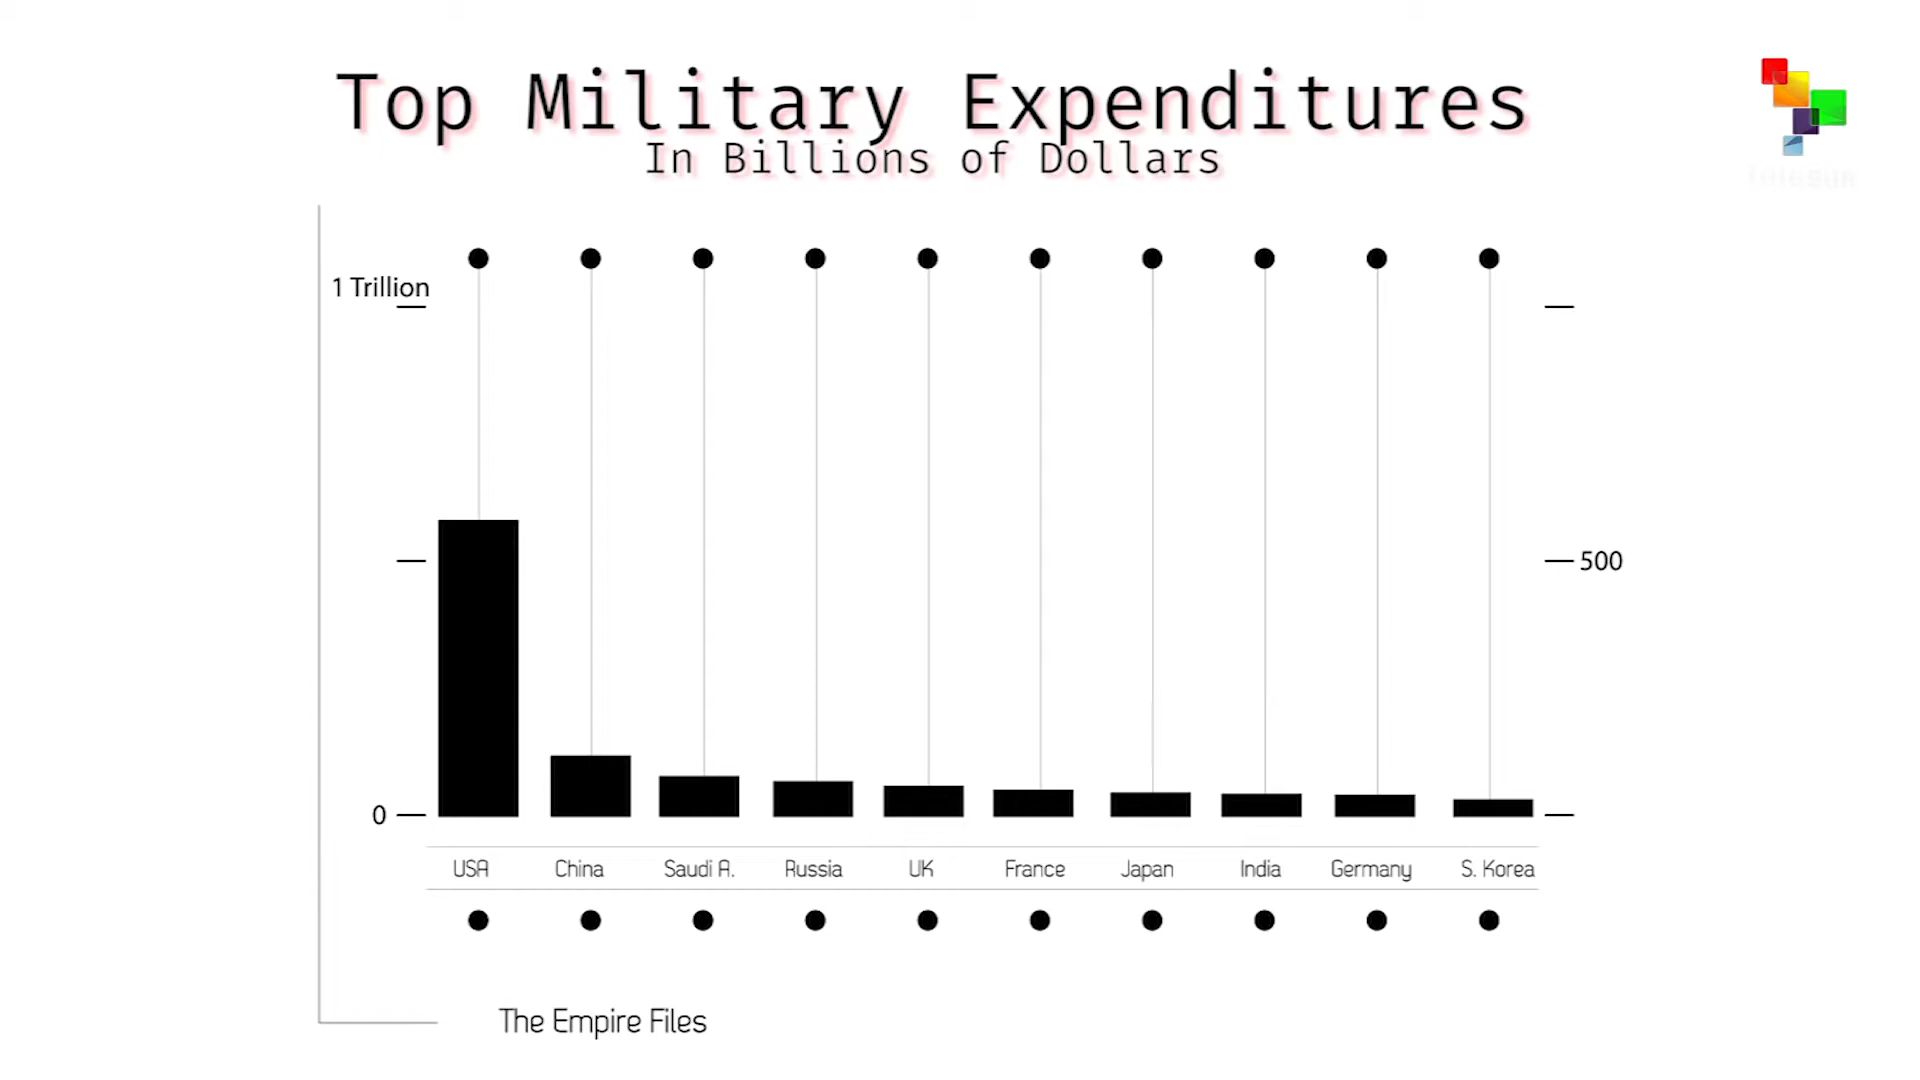 Top Military Expenditures
In Billions of Dollars
1 Trillion
500
0
USA China Saudi A. Russia UK France Japan India Germany S. Korea
The Empire Files